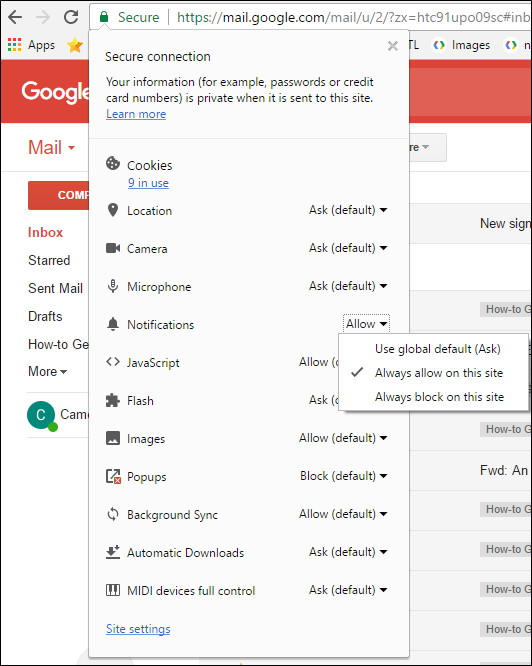 Secure https://mail.google.com/mail/u/2/?zx=htc91upo09sc#inb
Apps TL Images n
Secure connection
Your information (for example, passwords or credit
card numbers) is private when it is sent to this site.
Learn more
Google
Mail
re
COMP
Inbox
Starred
Sent Mail
Drafts
How-to Ge
More
C Came
Cookies
9 in use
Location Ask (default)
Camera Ask (default)
Microphone Ask (default)
Notifications Allow
Use global default (Ask)
Always allow on this site
Always block on this site
JavaScript Allow (
Flash Ask (
Images Allow (default)
Popups Block (default)
Background Sync Allow (default)
Automatic Downloads Ask (default)
MIDI devices full control Ask (default)
Site settings
New sign
How-to G
How-to G
Fwd: An
How-to G
How-to G
How-to G
How-to G